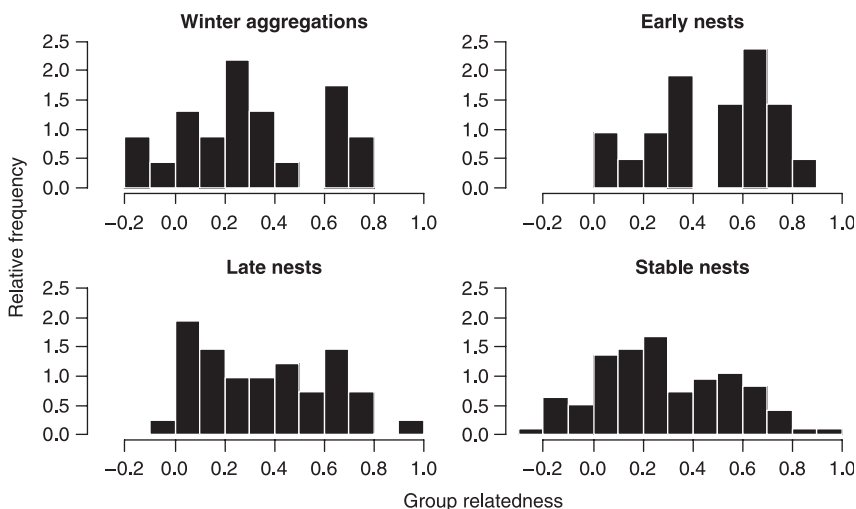 Winter aggregations
Early nests
2.5
2.0
1.5
1.0
0.5
0.0
−0.2 0.0 0.2 0.4 0.6 0.8 1.0
2.5
2.0
1.5
1.0
0.5
0.0
−0.2 0.0 0.2 0.4 0.6 0.8 1.0
Relative frequency
Late nests
Stable nests
2.5
2.0
1.5
1.0
0.5
0.0
−0.2 0.0 0.2 0.4 0.6 0.8 1.0
2.5
2.0
1.5
1.0
0.5
0.0
−0.2 0.0 0.2 0.4 0.6 0.8 1.0
Group relatedness